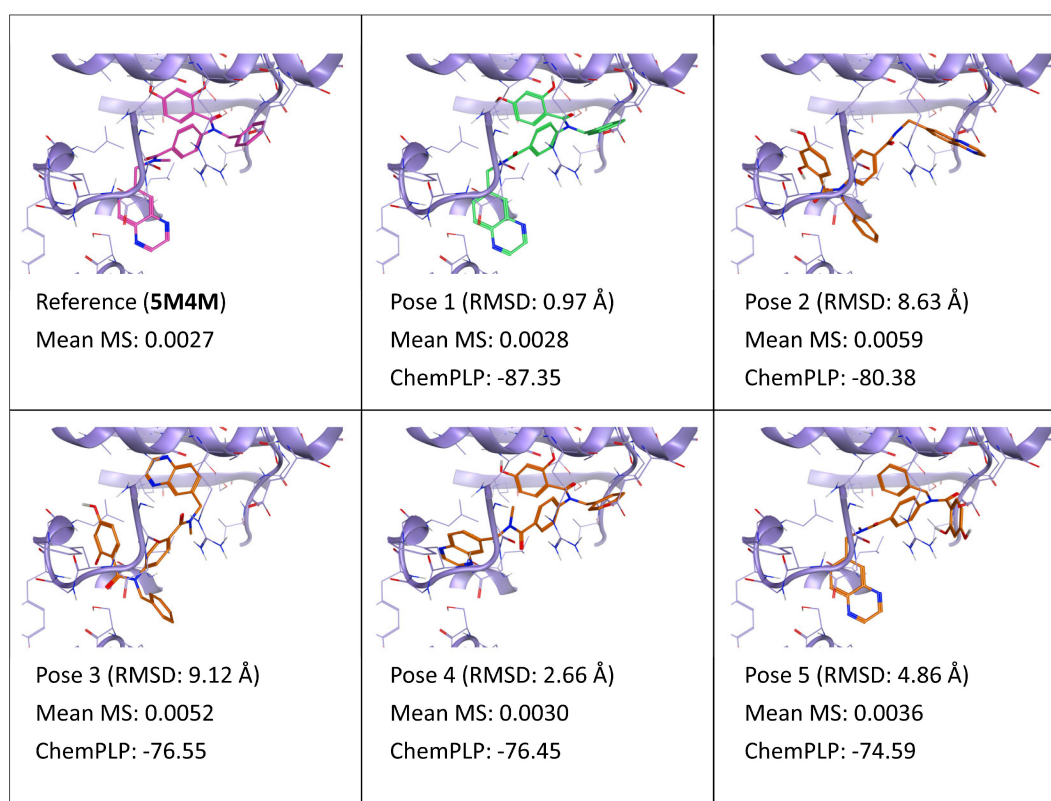 Reference (5M4M)
Mean MS: 0.0027
Pose 1 (RMSD: 0.97 Å)
Mean MS: 0.0028
ChemPLP: -87.35
Pose 2 (RMSD: 8.63 Å)
Mean MS: 0.0059
ChemPLP: -80.38
Pose 3 (RMSD: 9.12 Å)
Mean MS: 0.0052
ChemPLP: -76.55
Pose 4 (RMSD: 2.66 Å)
Mean MS: 0.0030
ChemPLP: -76.45
Pose 5 (RMSD: 4.86 Å)
Mean MS: 0.0036
ChemPLP: -74.59